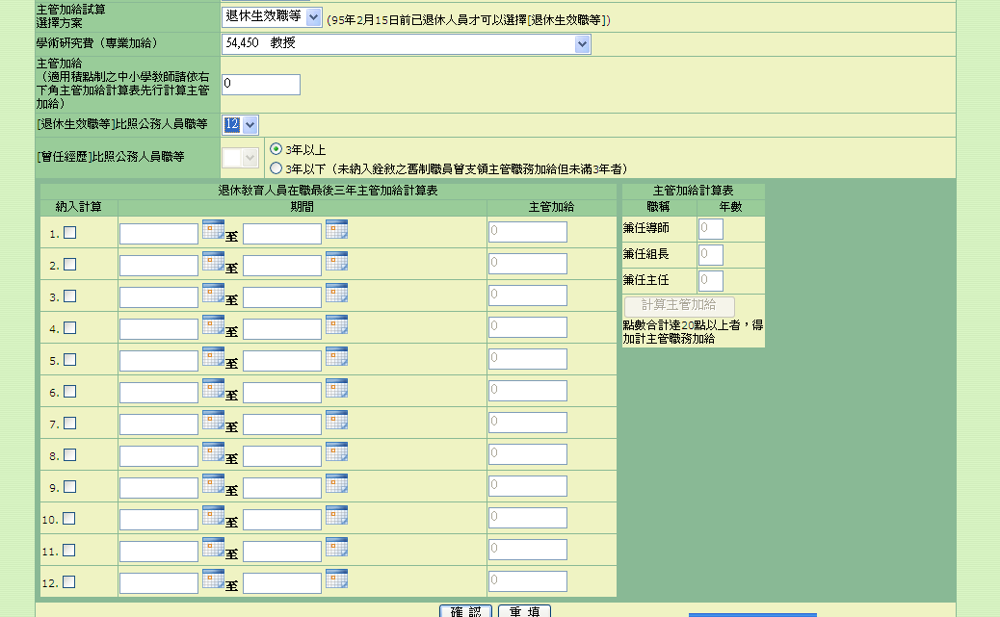 主管加給試算
選擇方案
退休生效職等 (95年2月15日前已退休人員才可以選擇[退休生效職等])
學術研究費（專業加給） 54,450 教授
主管加給
（適用積點制之中小學教師請依右
下角主管加給計算表先行計算主管
加給）
0
[退休生效職等]比照公務人員職等 12
[曾任經歷]比照公務人員職等
3年以上
3年以下（未納入銓敘之舊制職員曾支領主管職務加給但未滿3年者）
退休教育人員在職最後三年主管加給計算表
納入計算 期間 主管加給
1. 至 0
2. 至 0
3. 至 0
4. 至 0
5. 至 0
6. 至 0
7. 至 0
8. 至 0
9. 至 0
10. 至 0
11. 至 0
12. 至 0
主管加給計算表
職稱 年數
兼任導師 0
兼任組長 0
兼任主任 0
計算主管加給
點數合計達20點以上者，得
加計主管職務加給
確 認 重 填